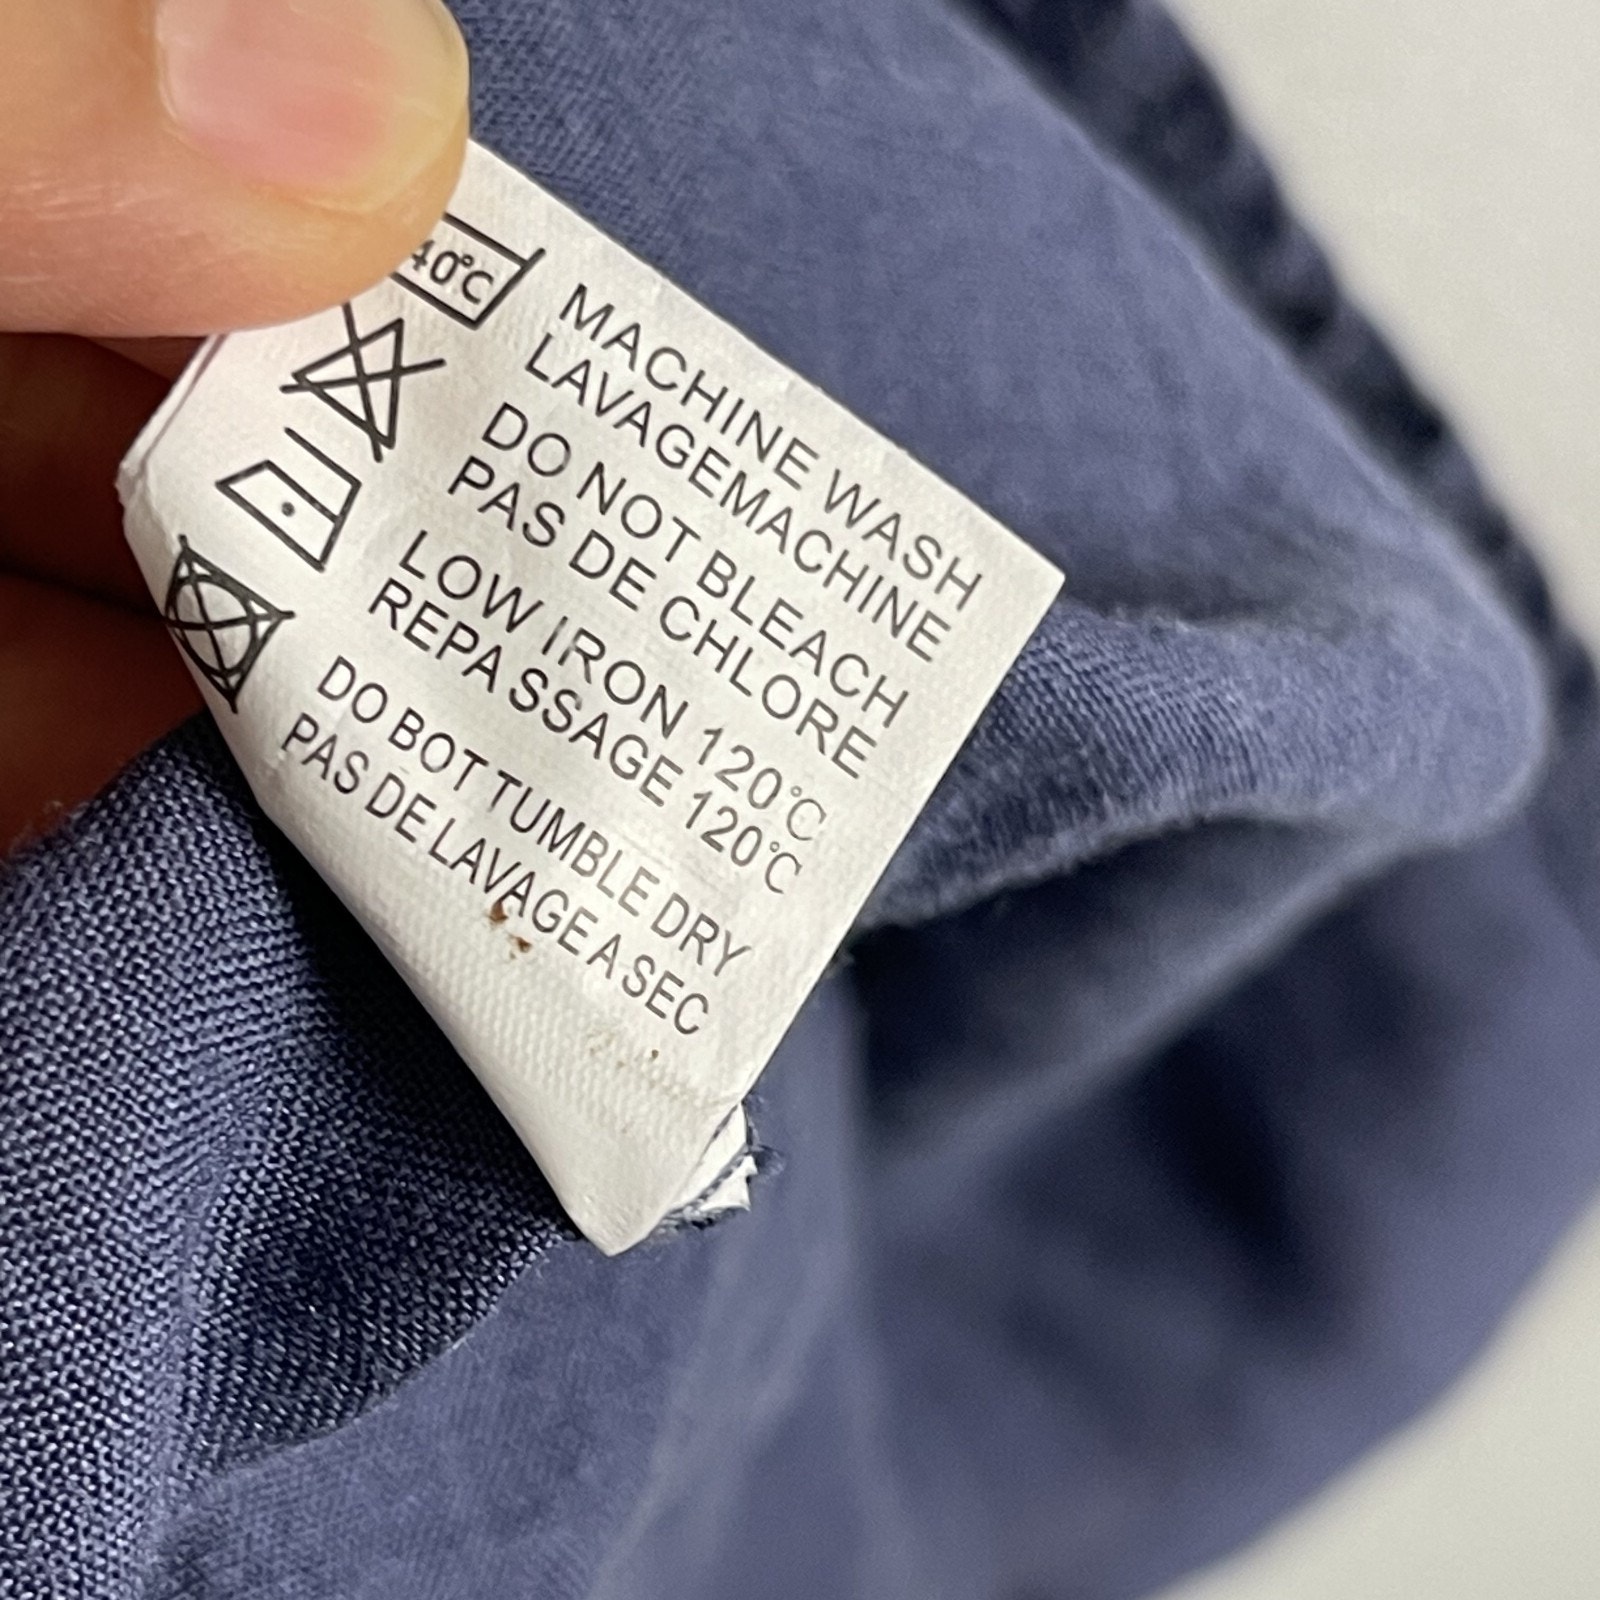 40°C
MACHINE WASH
LAVAGEMACHINE
DO NOT BLEACH
PAS DE CHLORE
LOW IRON 120°C
REPA SSAGE 120°C
DO BOT TUMBLE DRY
PAS DE LAVAGE A SEC